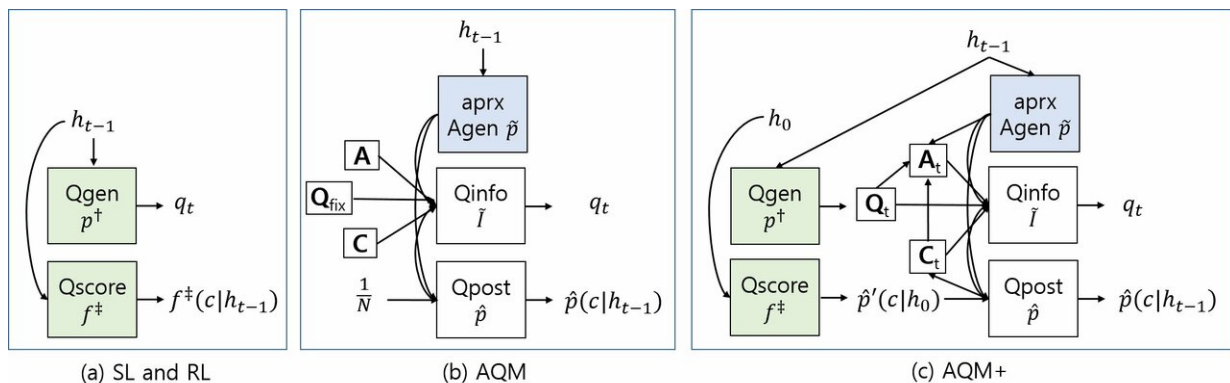 h_{t-1}
Qgen
p†
q_t
Qscore
f‡
f‡(c|h_{t-1})
(a) SL and RL
h_{t-1}
aprx
Agen p̃
A
Q_fix
C
Qinfo
Ĩ
q_t
1/N
Qpost
p̂
p̂(c|h_{t-1})
(b) AQM
h_{t-1}
h_0
aprx
Agen p̃
Qgen
p†
A_t
Q_t
C_t
Qinfo
Ĩ
q_t
Qscore
f‡
p̂′(c|h_0)
Qpost
p̂
p̂(c|h_{t-1})
(c) AQM+